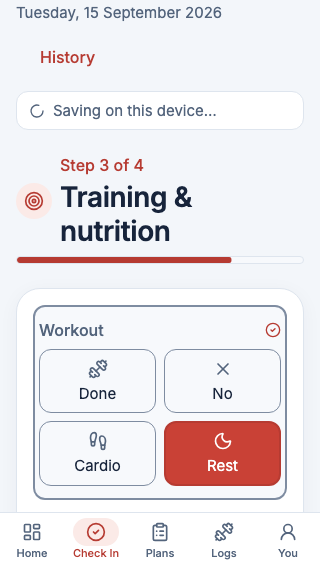 Tuesday, 15 September 2026
History
Saving on this device...
Step 3 of 4
Training &
nutrition
Workout
Done
No
Cardio
Rest
Home
Check In
Plans
Logs
You